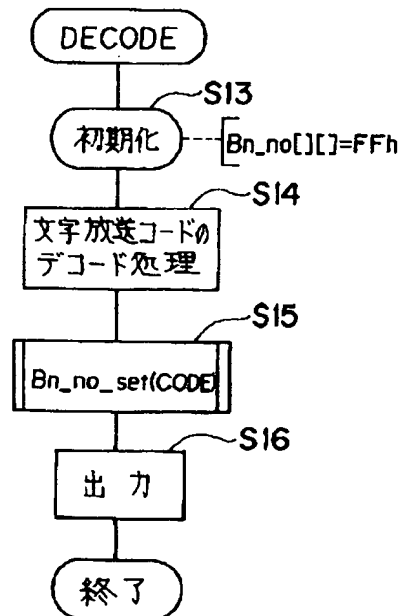 DECODE
S13
初期化
Bn_no[][]=FFh
S14
文字放送コードの
デコード処理
S15
Bn_no_set(CODE)
S16
出力
終了